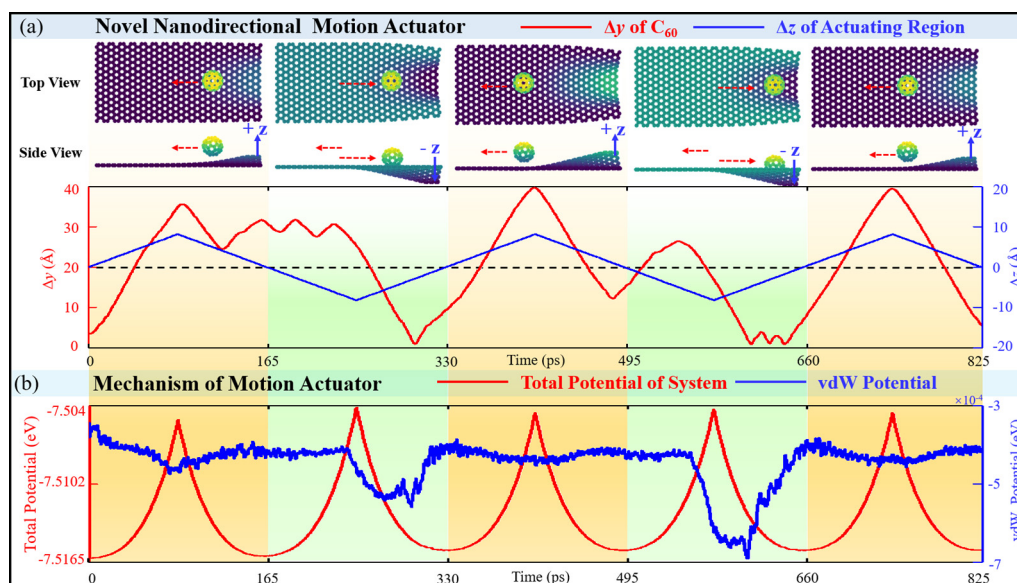 (a) Novel Nanodirectional Motion Actuator Δy of C₆₀ Δz of Actuating Region
Top View
+ z - z + z - z + z
Side View
40 20
30 10
Δy (Å) 20 0 Δz (Å)
10 -10
0 -20
0 165 330 Time (ps) 495 660 825
(b) Mechanism of Motion Actuator Total Potential of System vdW Potential
×10⁻⁴
-7.504 -3
Total Potential (eV) -7.5102 -5 vdW_Potential (eV)
-7.5165 -7
0 165 330 Time (ps) 495 660 825